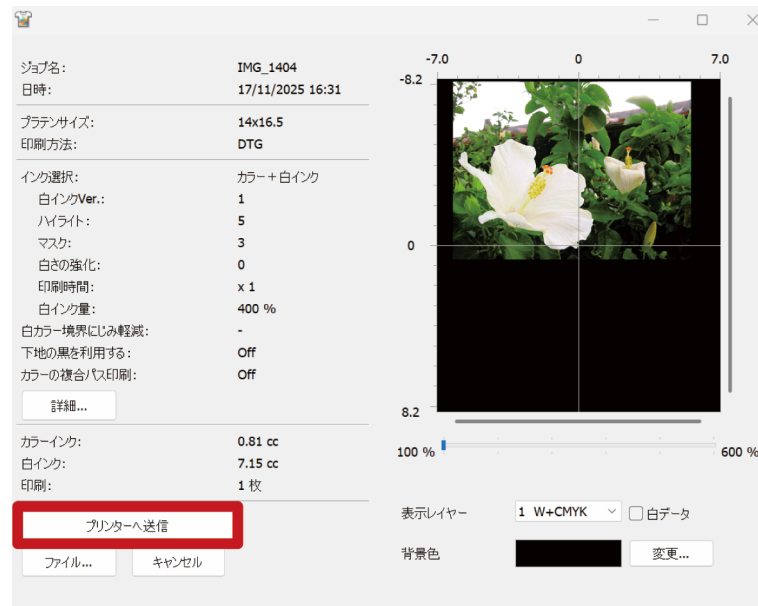 ジョブ名: IMG_1404
日時: 17/11/2025 16:31
プラテンサイズ: 14x16.5
印刷方法: DTG
インク選択: カラー＋白インク
白インクVer.: 1
ハイライト: 5
マスク: 3
白さの強化: 0
印刷時間: x 1
白インク量: 400 %
白カラー境界にじみ軽減: -
下地の黒を利用する: Off
カラーの複合パス印刷: Off
詳細...
カラーインク: 0.81 cc
白インク: 7.15 cc
印刷: 1 枚
プリンターへ送信
ファイル... キャンセル
-7.0 0 7.0
-8.2
0
8.2
100 % 600 %
表示レイヤー 1 W+CMYK 白データ
背景色 変更...